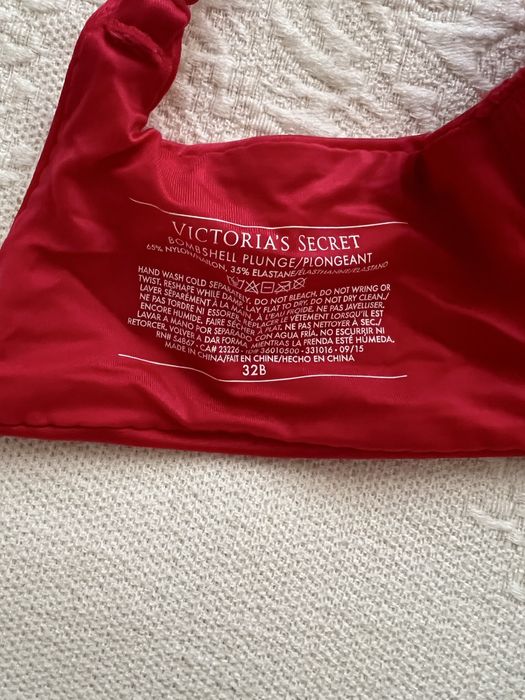 VICTORIA'S SECRET
BOMBSHELL PLUNGE/PLONGEANT
65% NYLON/NAILON, 35% ELASTANE/ÉLASTHANNE/ELASTANO
HAND WASH COLD SEPARATELY. DO NOT BLEACH. DO NOT WRING OR
TWIST. RESHAPE WHILE DAMP. LAY FLAT TO DRY. DO NOT DRY CLEAN./
LAVER SÉPARÉMENT À LA MAIN, À L'EAU FROIDE. NE PAS JAVELLISER.
NE PAS TORDRE NI ESSORER. REPLACER LE VÊTEMENT LORSQU'IL EST
ENCORE HUMIDE. FAIRE SÉCHER À PLAT. NE PAS NETTOYER À SEC./
LAVAR A MANO POR SEPARADO CON AGUA FRÍA. NO ESCURRIR NI
RETORCER. VOLVER A DAR FORMA MIENTRAS LA PRENDA ESTÉ HÚMEDA.
RN# 54867 • CA# 23226 • 36010500 • 331016 • 09/15
MADE IN CHINA/FAIT EN CHINE/HECHO EN CHINA
32B